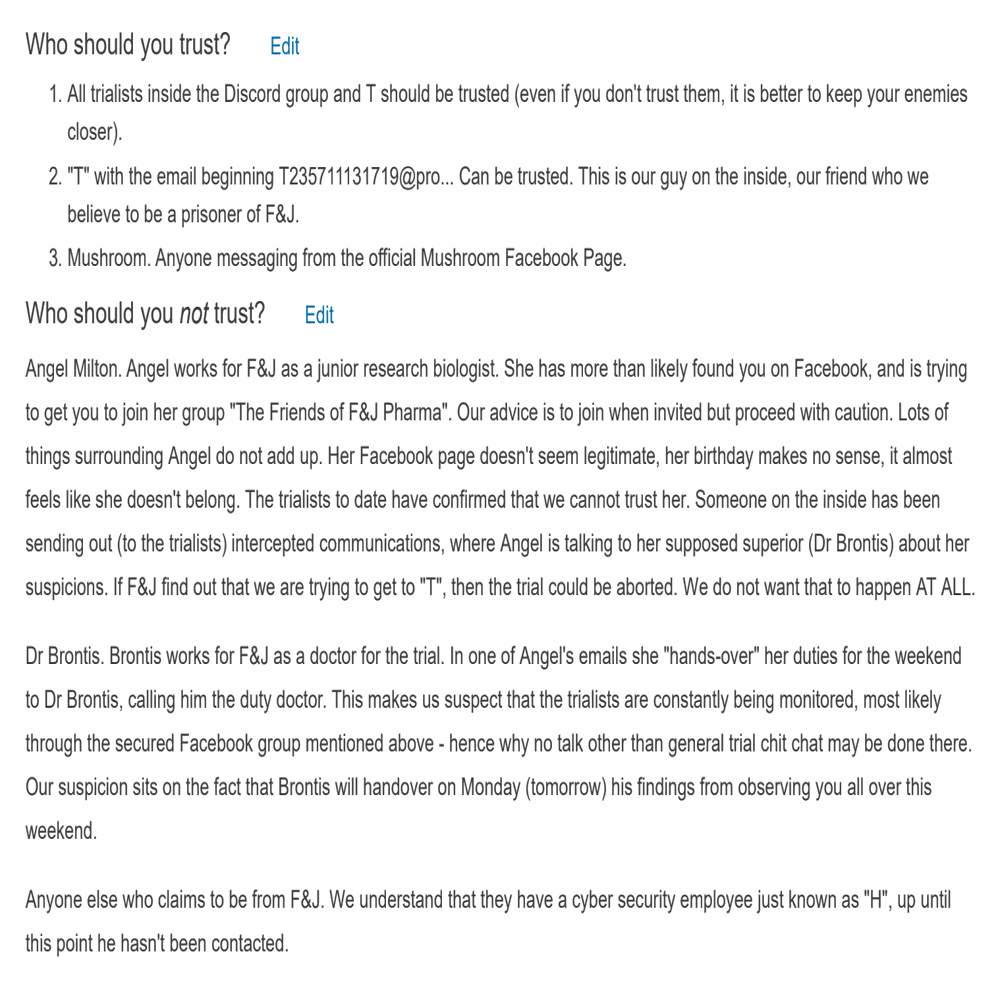 Who should you trust? Edit
1. All trialists inside the Discord group and T should be trusted (even if you don't trust them, it is better to keep your enemies
closer).
2. "T" with the email beginning T235711131719@pro... Can be trusted. This is our guy on the inside, our friend who we
believe to be a prisoner of F&J.
3. Mushroom. Anyone messaging from the official Mushroom Facebook Page.
Who should you not trust? Edit
Angel Milton. Angel works for F&J as a junior research biologist. She has more than likely found you on Facebook, and is trying
to get you to join her group "The Friends of F&J Pharma". Our advice is to join when invited but proceed with caution. Lots of
things surrounding Angel do not add up. Her Facebook page doesn't seem legitimate, her birthday makes no sense, it almost
feels like she doesn't belong. The trialists to date have confirmed that we cannot trust her. Someone on the inside has been
sending out (to the trialists) intercepted communications, where Angel is talking to her supposed superior (Dr Brontis) about her
suspicions. If F&J find out that we are trying to get to "T", then the trial could be aborted. We do not want that to happen AT ALL.
Dr Brontis. Brontis works for F&J as a doctor for the trial. In one of Angel's emails she "hands-over" her duties for the weekend
to Dr Brontis, calling him the duty doctor. This makes us suspect that the trialists are constantly being monitored, most likely
through the secured Facebook group mentioned above - hence why no talk other than general trial chit chat may be done there.
Our suspicion sits on the fact that Brontis will handover on Monday (tomorrow) his findings from observing you all over this
weekend.
Anyone else who claims to be from F&J. We understand that they have a cyber security employee just known as "H", up until
this point he hasn't been contacted.